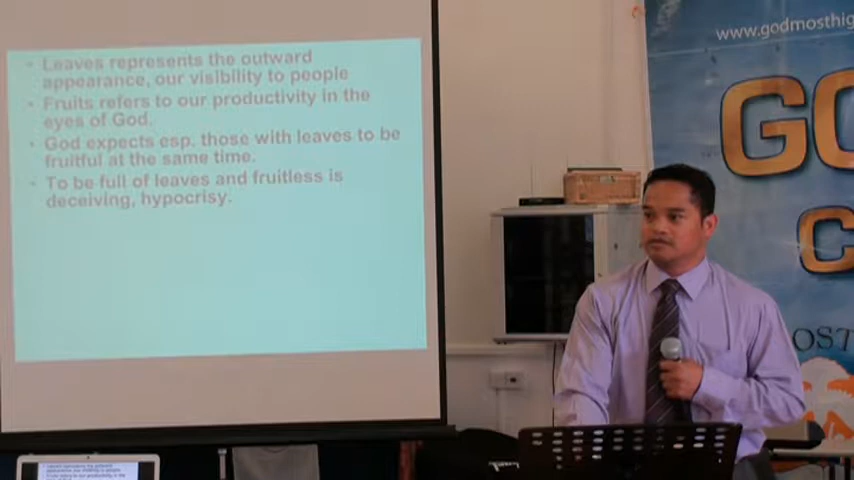 • Leaves represents the outward
appearance, our visibility to people
• Fruits refers to our productivity in the
eyes of God.
• God expects esp. those with leaves to be
fruitful at the same time.
• To be full of leaves and fruitless is
deceiving, hypocrisy.
www.godmosthig
GO
C
OST